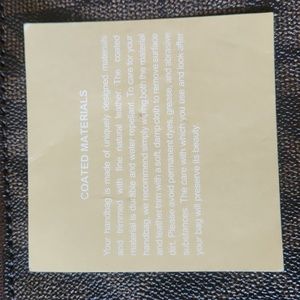 COATED MATERIALS
Your handbag is made of uniquely designed materials
and trimmed with fine natural leather. The coated
material is durable and water repellant. To care for your
handbag, we recommend simply wiping both the material
and leather trim with a soft, damp cloth to remove surface
dirt. Please avoid permanent dyes, grease, and abrasive
substances. The care with which you use and look after
your bag will preserve its beauty.